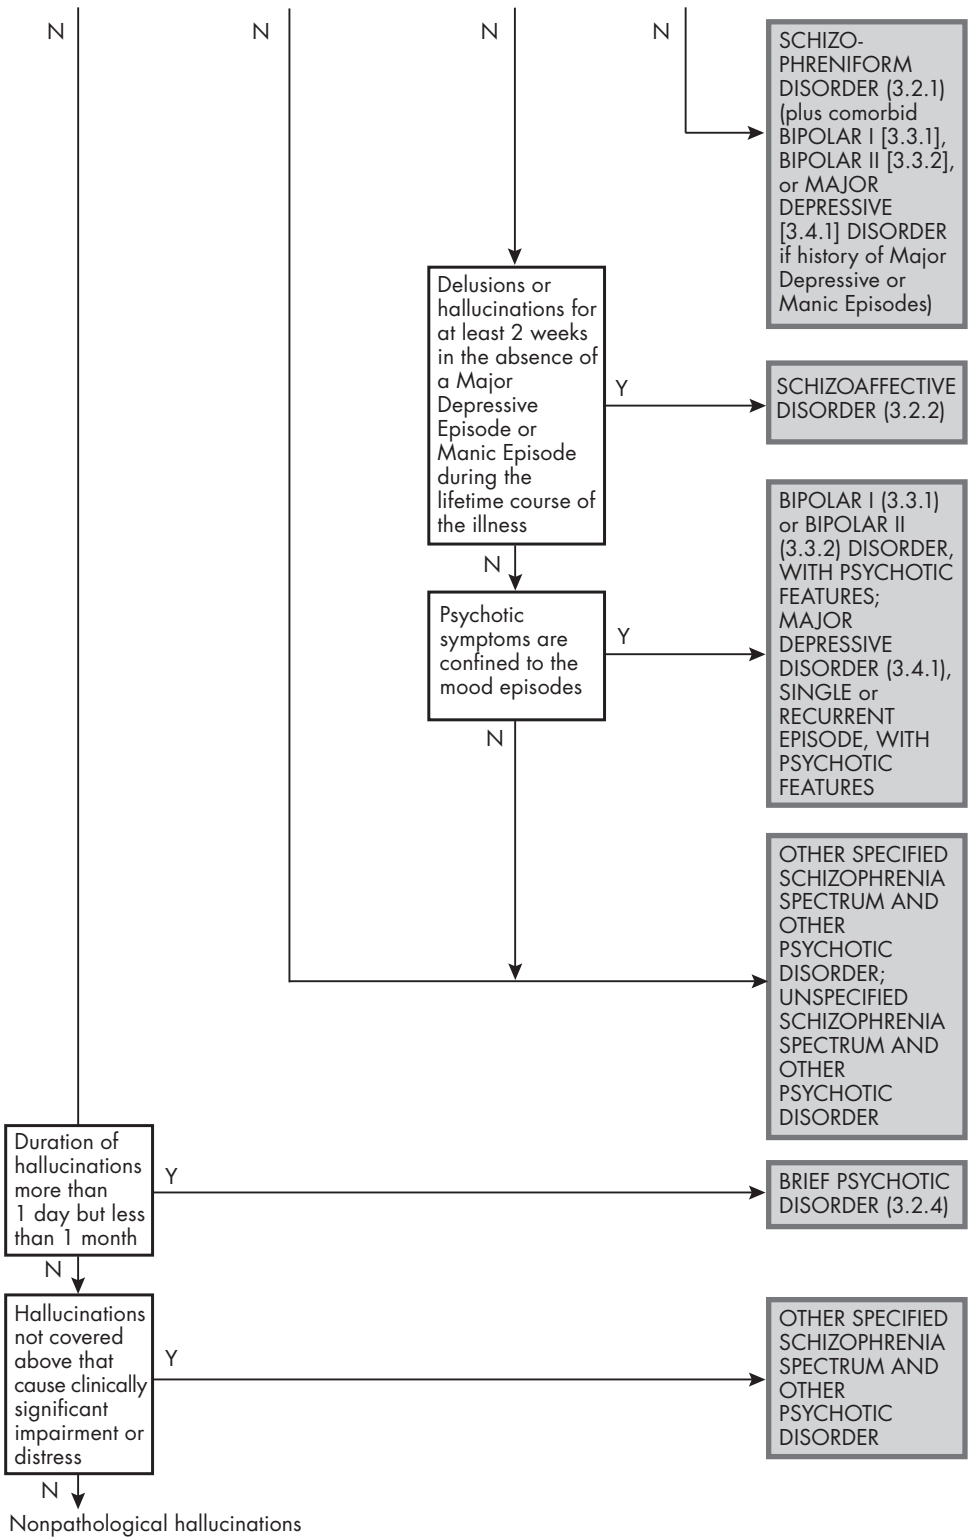 N
N
N
N
SCHIZO-
PHRENIFORM
DISORDER (3.2.1)
(plus comorbid
BIPOLAR I [3.3.1],
BIPOLAR II [3.3.2],
or MAJOR
DEPRESSIVE
[3.4.1] DISORDER
if history of Major
Depressive or
Manic Episodes)
Delusions or
hallucinations for
at least 2 weeks
in the absence of
a Major
Depressive
Episode or
Manic Episode
during the
lifetime course of
the illness
Y
SCHIZOAFFECTIVE
DISORDER (3.2.2)
N
Psychotic
symptoms are
confined to the
mood episodes
Y
BIPOLAR I (3.3.1)
or BIPOLAR II
(3.3.2) DISORDER,
WITH PSYCHOTIC
FEATURES;
MAJOR
DEPRESSIVE
DISORDER (3.4.1),
SINGLE or
RECURRENT
EPISODE, WITH
PSYCHOTIC
FEATURES
N
OTHER SPECIFIED
SCHIZOPHRENIA
SPECTRUM AND
OTHER
PSYCHOTIC
DISORDER;
UNSPECIFIED
SCHIZOPHRENIA
SPECTRUM AND
OTHER
PSYCHOTIC
DISORDER
Duration of
hallucinations
more than
1 day but less
than 1 month
Y
BRIEF PSYCHOTIC
DISORDER (3.2.4)
N
Hallucinations
not covered
above that
cause clinically
significant
impairment or
distress
Y
OTHER SPECIFIED
SCHIZOPHRENIA
SPECTRUM AND
OTHER
PSYCHOTIC
DISORDER
N
Nonpathological hallucinations